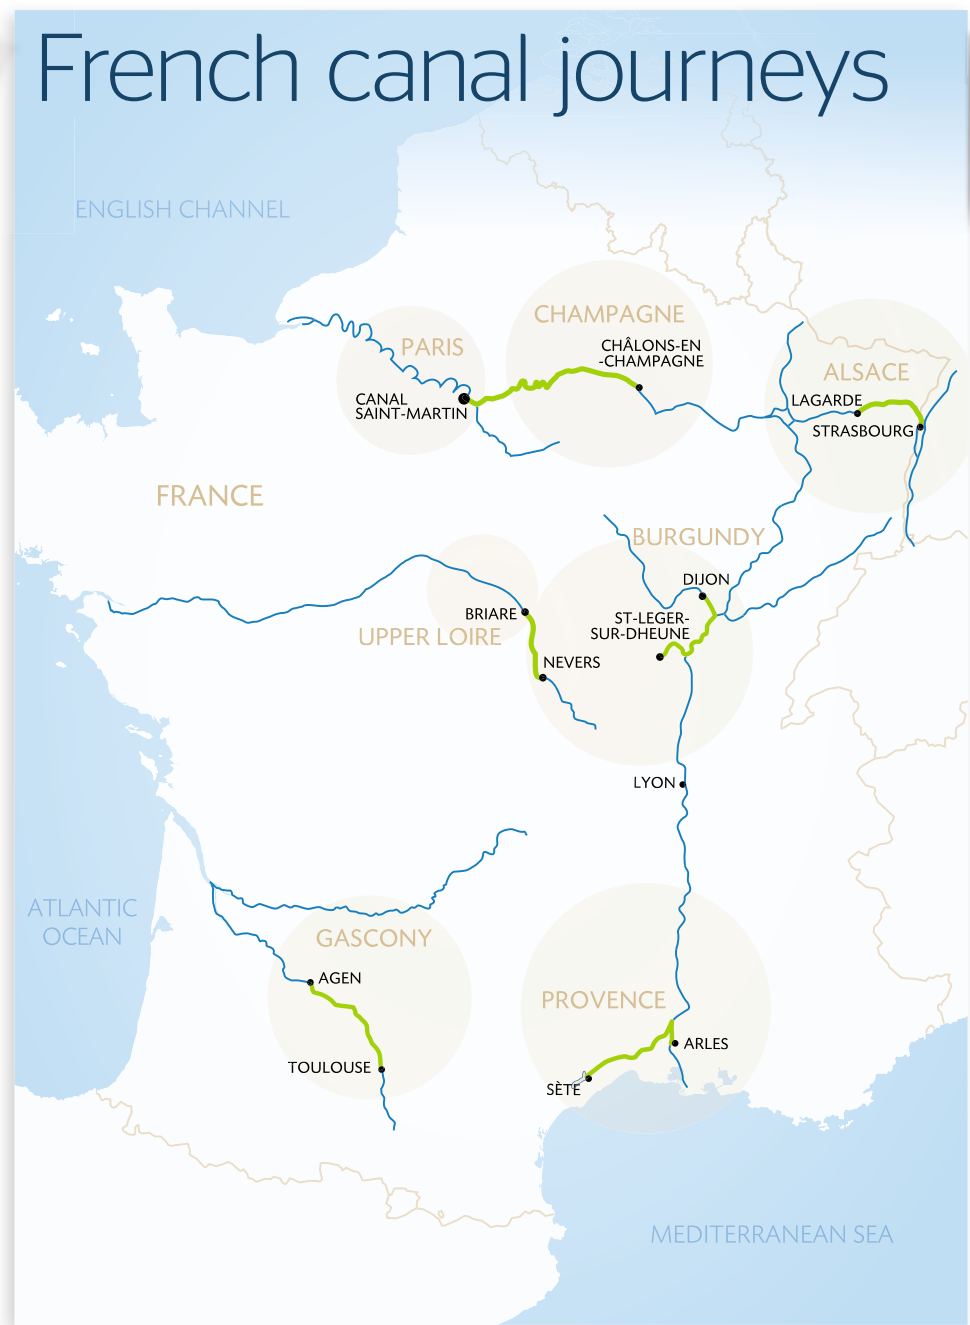 French canal journeys
ENGLISH CHANNEL
CHAMPAGNE
PARIS
CHÂLONS-EN
-CHAMPAGNE
ALSACE
CANAL
SAINT-MARTIN
LAGARDE
STRASBOURG
FRANCE
BURGUNDY
DIJON
BRIARE
ST-LEGER-
SUR-DHEUNE
UPPER LOIRE
NEVERS
LYON
ATLANTIC
OCEAN
GASCONY
AGEN
PROVENCE
ARLES
TOULOUSE
SÈTE
MEDITERRANEAN SEA